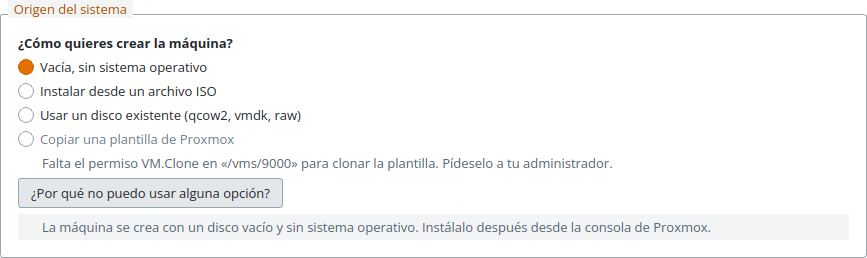 Origen del sistema
¿Cómo quieres crear la máquina?
Vacía, sin sistema operativo
Instalar desde un archivo ISO
Usar un disco existente (qcow2, vmdk, raw)
Copiar una plantilla de Proxmox
Falta el permiso VM.Clone en «/vms/9000» para clonar la plantilla. Pídeselo a tu administrador.
¿Por qué no puedo usar alguna opción?
La máquina se crea con un disco vacío y sin sistema operativo. Instálalo después desde la consola de Proxmox.